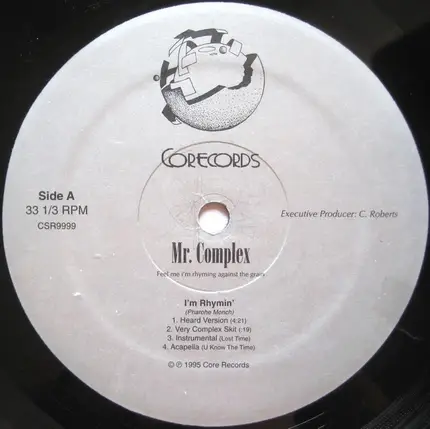 CORECORDS
Side A
33 1/3 RPM
CSR9999
Executive Producer: C. Roberts
Mr. Complex
Feel me i'm rhyming against the grain
I'm Rhymin'
(Pharohe Monch)
1. Heard Version (4:21)
2. Very Complex Skit (:19)
3. Instrumental (Lost Time)
4. Acapella (U Know The Time)
© ℗ 1995 Core Records